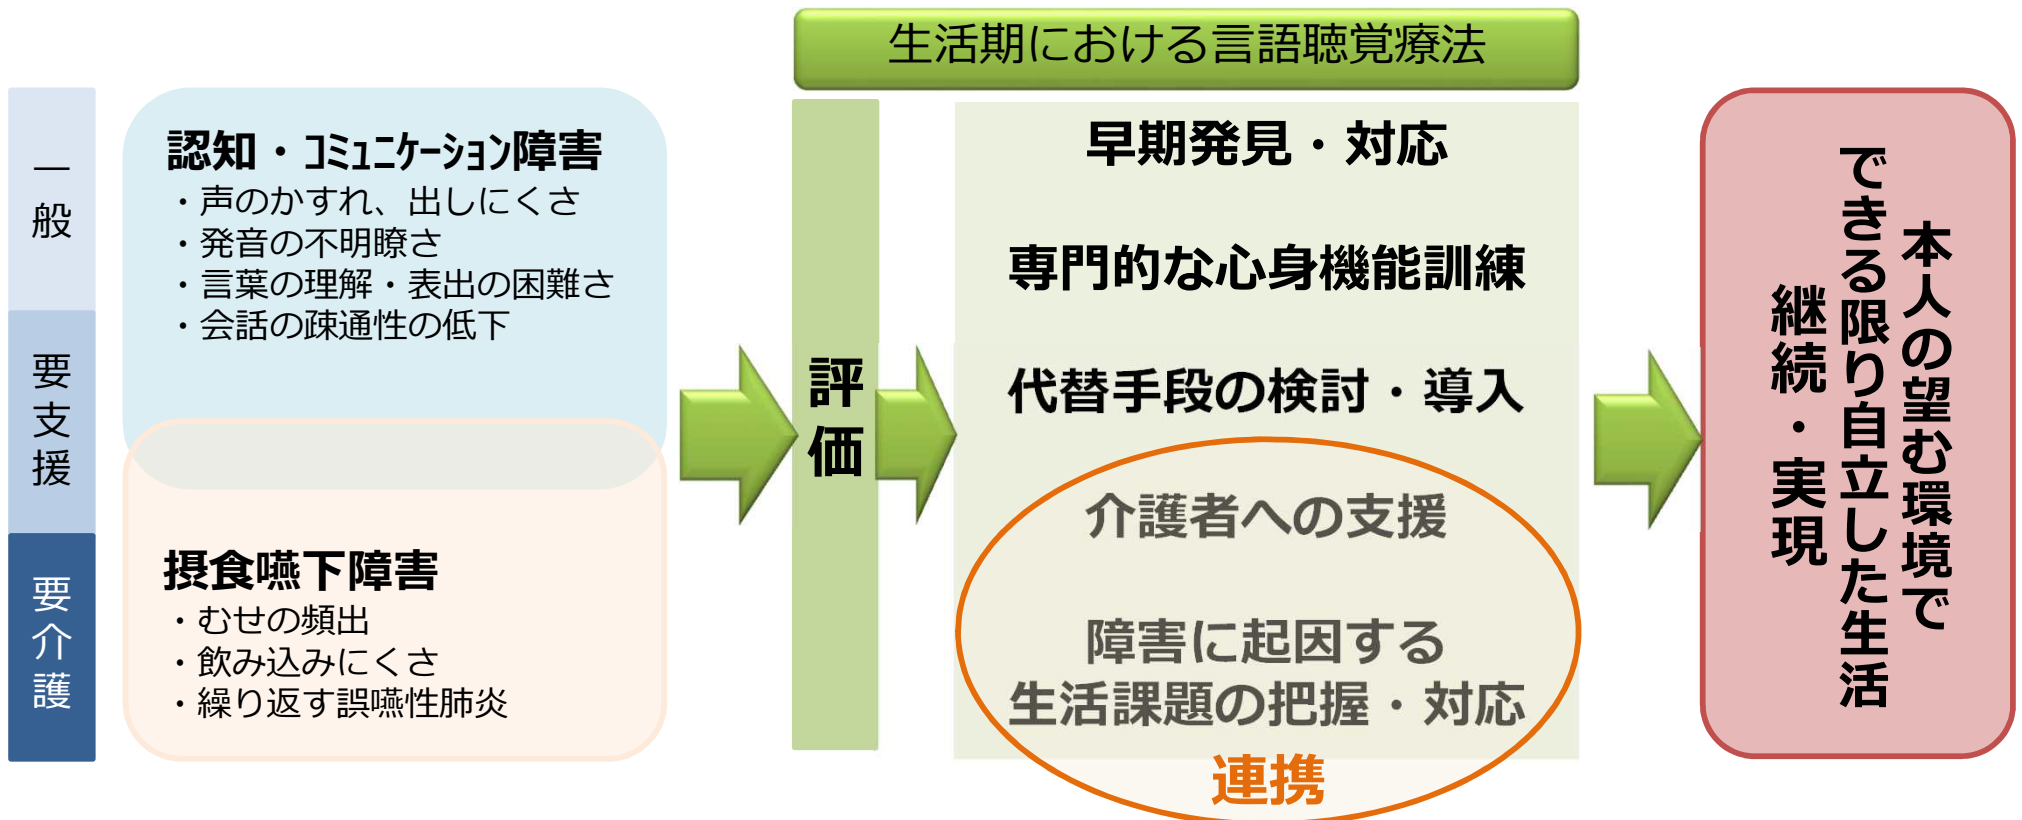 生活期における言語聴覚療法
一般
要支援
要介護
認知・ｺﾐｭﾆｹｰｼｮﾝ障害
・声のかすれ、出しにくさ
・発音の不明瞭さ
・言葉の理解・表出の困難さ
・会話の疎通性の低下
摂食嚥下障害
・むせの頻出
・飲み込みにくさ
・繰り返す誤嚥性肺炎
評価
早期発見・対応
専門的な心身機能訓練
代替手段の検討・導入
介護者への支援
障害に起因する
生活課題の把握・対応
連携
本人の望む環境で
できる限り自立した生活
継続・実現